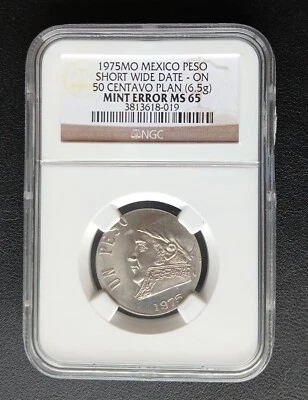 1975MO MEXICO PESO
SHORT WIDE DATE - ON
50 CENTAVO PLAN (6.5g)
MINT ERROR MS 65
3813618-019
NGC
UN PESO
1975